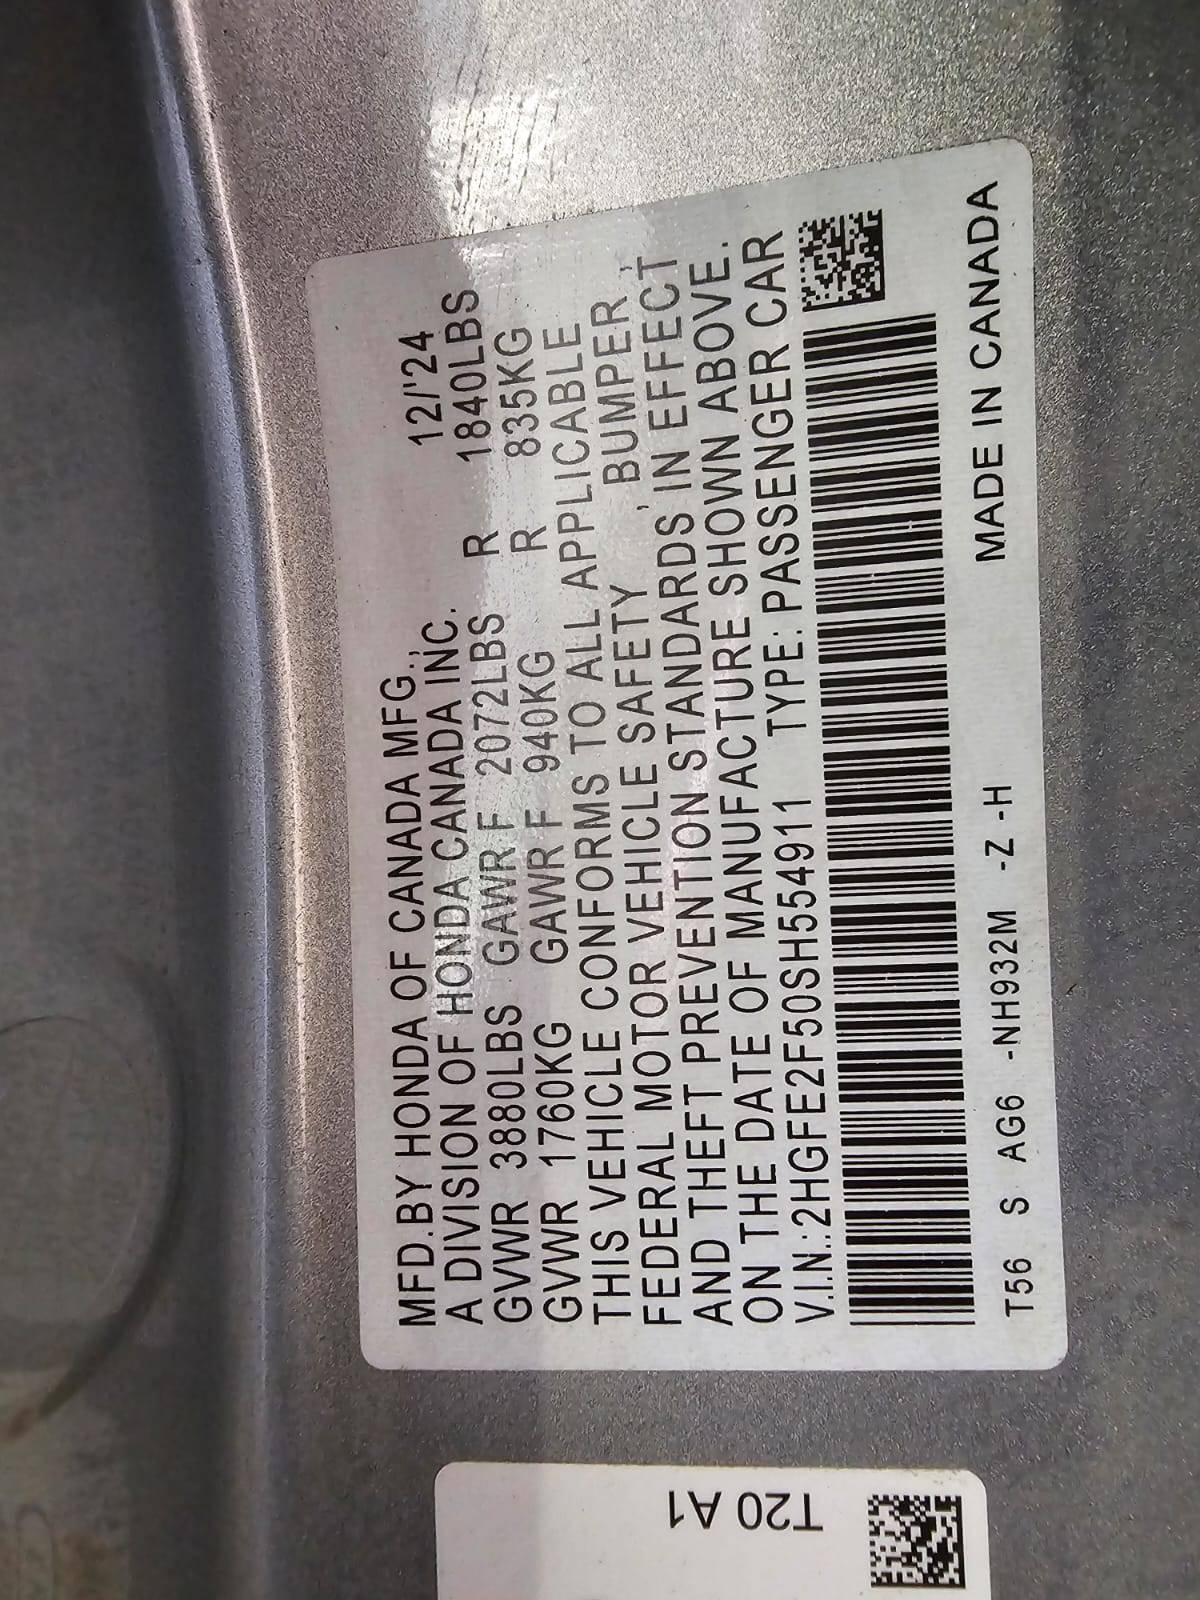 MFD.BY HONDA OF CANADA MFG., 12/'24
A DIVISION OF HONDA CANADA INC.
GVWR 3880LBS GAWR F 2072LBS R 1840LBS
GVWR 1760KG GAWR F 940KG R 835KG
THIS VEHICLE CONFORMS TO ALL APPLICABLE
FEDERAL MOTOR VEHICLE SAFETY , BUMPER ,
AND THEFT PREVENTION STANDARDS IN EFFECT
ON THE DATE OF MANUFACTURE SHOWN ABOVE.
V.I.N.:2HGFE2F50SH554911 TYPE: PASSENGER CAR
MADE IN CANADA
T56 S AG6 -NH932M -Z -H
T20 A1